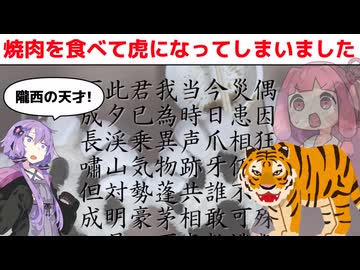 焼肉を食べて虎になってしまいました
隴西の天才!
偶因狂
殊
災患相仍不可
今日爪牙誰敢
当時声跡共相
我為異物蓬茅
君已乗気勢豪
此夕渓山対明
成長嘯但成